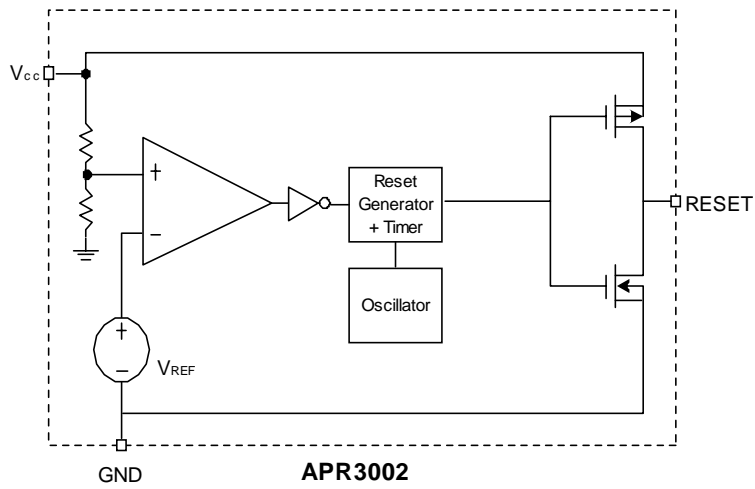 Vcc
+
−
Reset
Generator
+ Timer
RESET
Oscillator
+
−
VREF
GND
APR3002